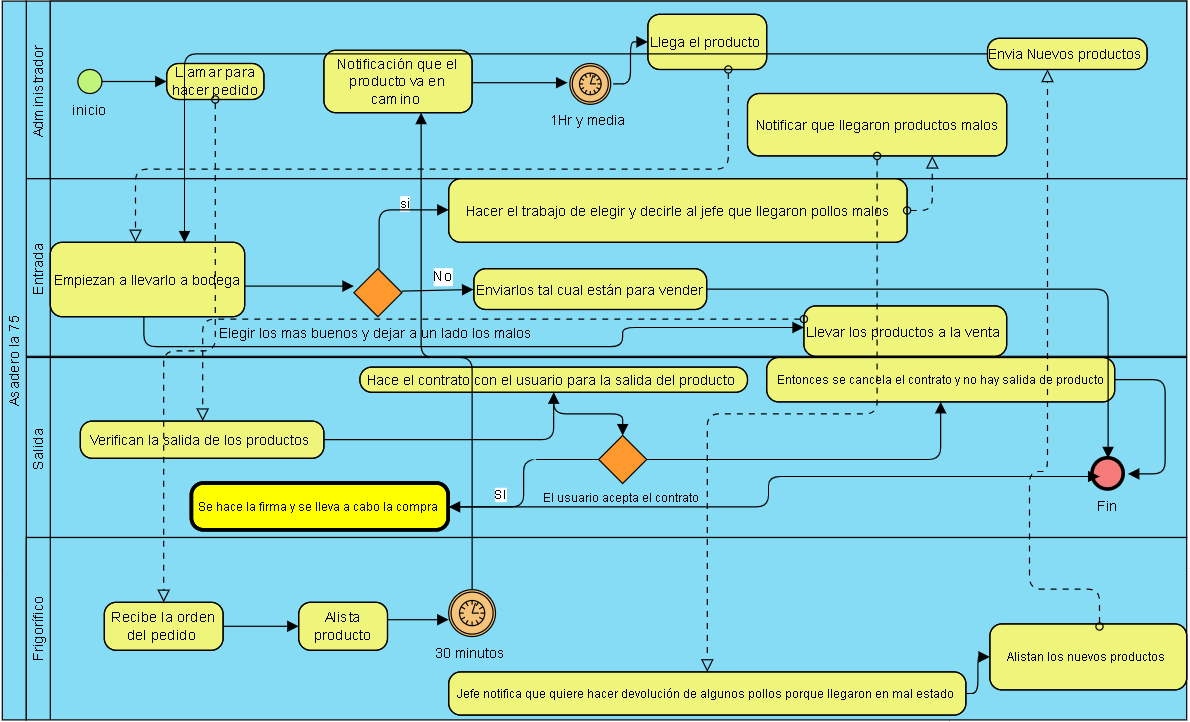 Asadero la 75
Administrador
inicio
Llamar para
hacer pedido
Notificación que el
producto va en
camino
1Hr y media
Llega el producto
Envia Nuevos productos
Notificar que llegaron productos malos
Entrada
Empiezan a llevarlo a bodega
si
Hacer el trabajo de elegir y decirle al jefe que llegaron pollos malos
No
Enviarlos tal cual están para vender
Elegir los mas buenos y dejar a un lado los malos
Llevar los productos a la venta
Salida
Hace el contrato con el usuario para la salida del producto
Entonces se cancela el contrato y no hay salida de producto
Verifican la salida de los productos
SI
El usuario acepta el contrato
Se hace la firma y se lleva a cabo la compra
Fin
Frigorífico
Recibe la orden
del pedido
Alista
producto
30 minutos
Jefe notifica que quiere hacer devolución de algunos pollos porque llegaron en mal estado
Alistan los nuevos productos